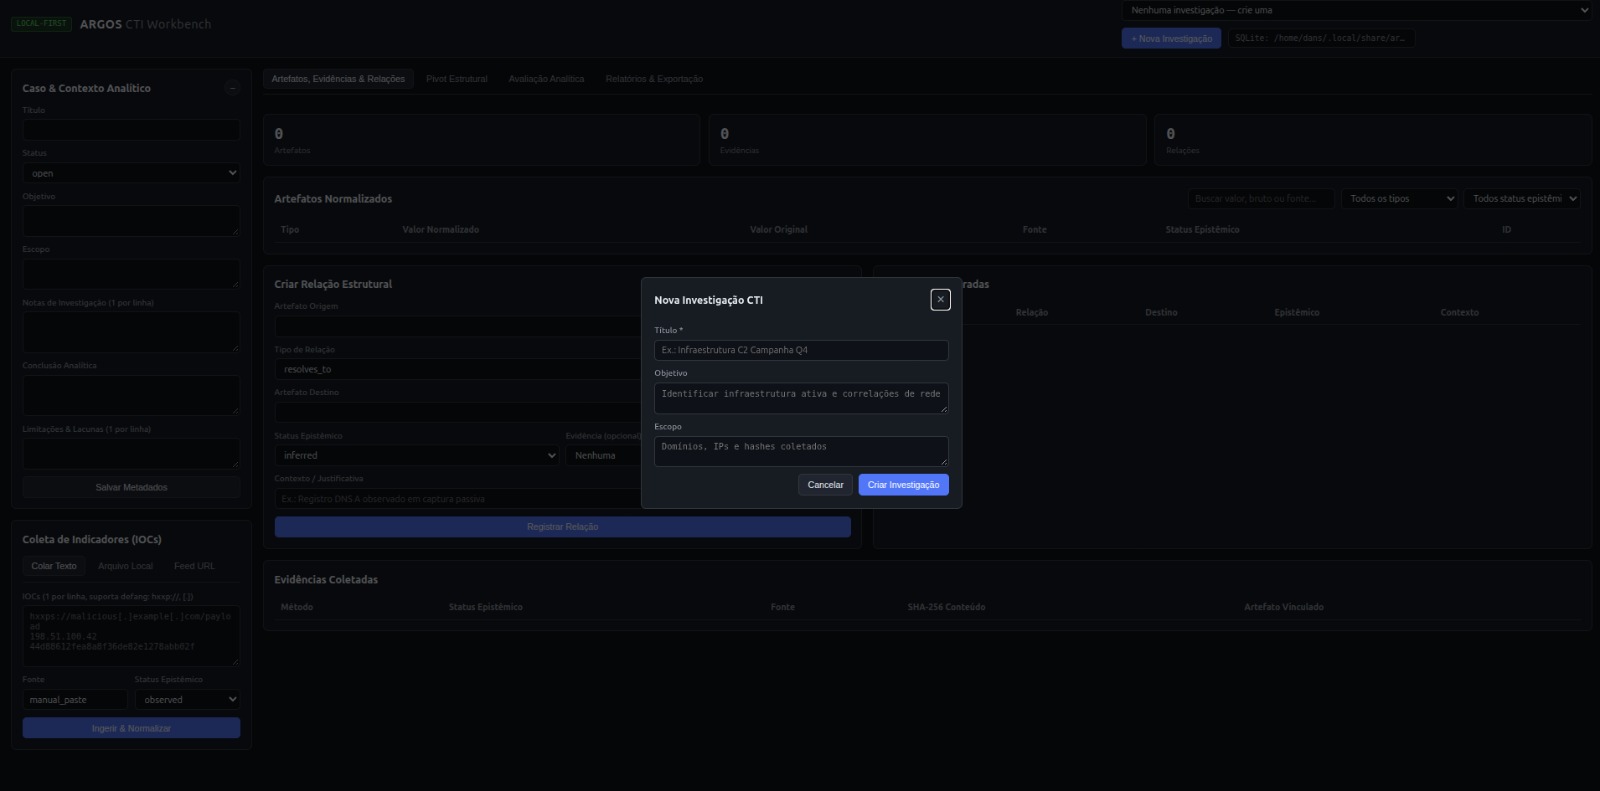 LOCAL-FIRST
ARGOS CTI Workbench
Nenhuma investigação — crie uma
+ Nova Investigação
SQLite: /home/dans/.local/share/ar…
Caso & Contexto Analítico
−
Título
Status
open
Objetivo
Escopo
Notas de Investigação (1 por linha)
Conclusão Analítica
Limitações & Lacunas (1 por linha)
Salvar Metadados
Coleta de Indicadores (IOCs)
Colar Texto
Arquivo Local
Feed URL
IOCs (1 por linha, suporta defang: hxxp://, [.])
hxxps://malicious[.]example[.]com/paylo
ad
198.51.100.42
44d88612fea8a8f36de82e1278abb02f
Fonte
Status Epistêmico
manual_paste
observed
Ingerir & Normalizar
Artefatos, Evidências & Relações
Pivot Estrutural
Avaliação Analítica
Relatórios & Exportação
0
Artefatos
0
Evidências
0
Relações
Artefatos Normalizados
Buscar valor, bruto ou fonte...
Todos os tipos
Todos status epistêmi
Tipo
Valor Normalizado
Valor Original
Fonte
Status Epistêmico
ID
Criar Relação Estrutural
Artefato Origem
Tipo de Relação
resolves_to
Artefato Destino
Status Epistêmico
Evidência (opcional)
inferred
Nenhuma
Contexto / Justificativa
Ex.: Registro DNS A observado em captura passiva
Registrar Relação
radas
Relação
Destino
Epistêmico
Contexto
Nova Investigação CTI
×
Título *
Ex.: Infraestrutura C2 Campanha Q4
Objetivo
Identificar infraestrutura ativa e correlações de rede
Escopo
Domínios, IPs e hashes coletados
Cancelar
Criar Investigação
Evidências Coletadas
Método
Status Epistêmico
Fonte
SHA-256 Conteúdo
Artefato Vinculado